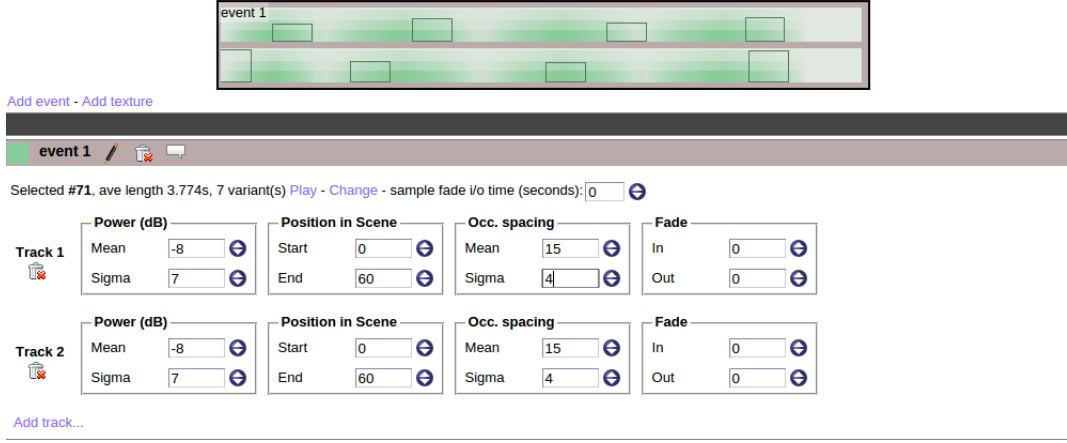 event 1
Add event - Add texture
event 1
Selected #71, ave length 3.774s, 7 variant(s) Play - Change - sample fade i/o time (seconds): 0
Power (dB) Position in Scene Occ. spacing Fade
Track 1 Mean -8 Start 0 Mean 15 In 0
Sigma 7 End 60 Sigma 4 Out 0
Power (dB) Position in Scene Occ. spacing Fade
Track 2 Mean -8 Start 0 Mean 15 In 0
Sigma 7 End 60 Sigma 4 Out 0
Add track...